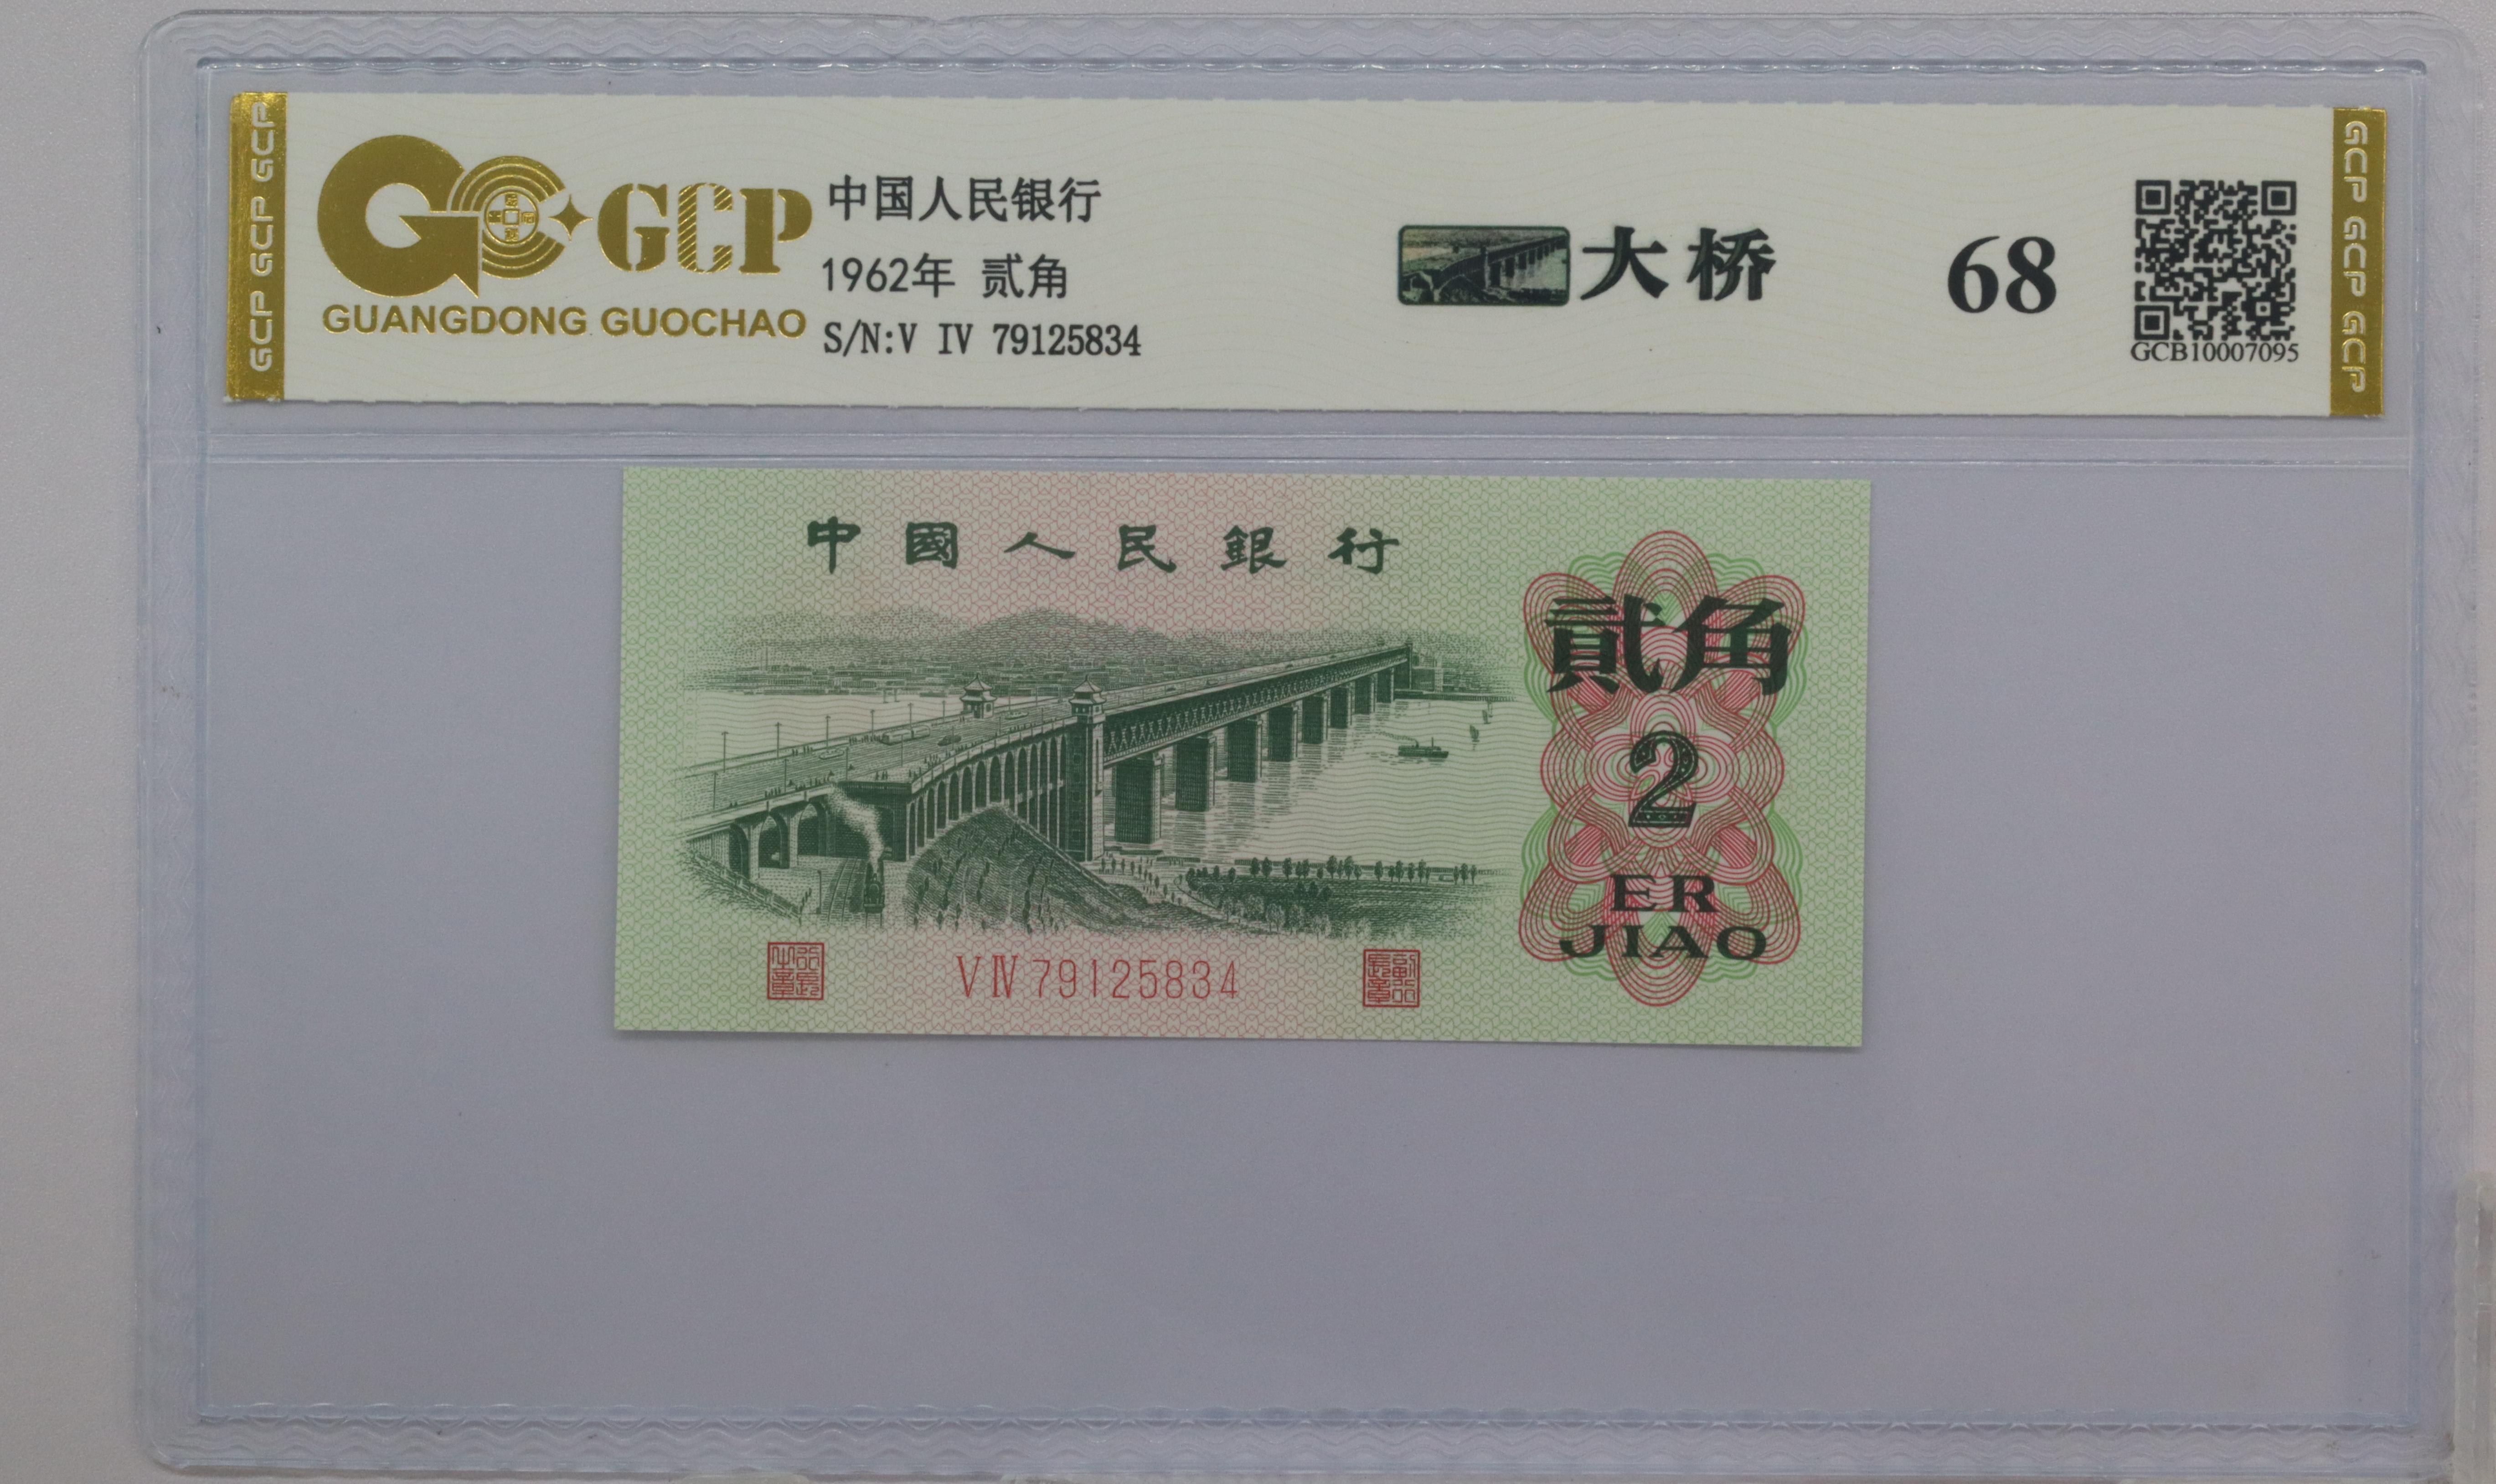 GCP GCP GCP
GCP
GUANGDONG GUOCHAO
中国人民银行
1962年 贰角
S/N:V IV 79125834
大桥
68
GCB10007095
GCP GCP GCP
中國人民銀行
貳角
2
ER
JIAO
V IV 79125834